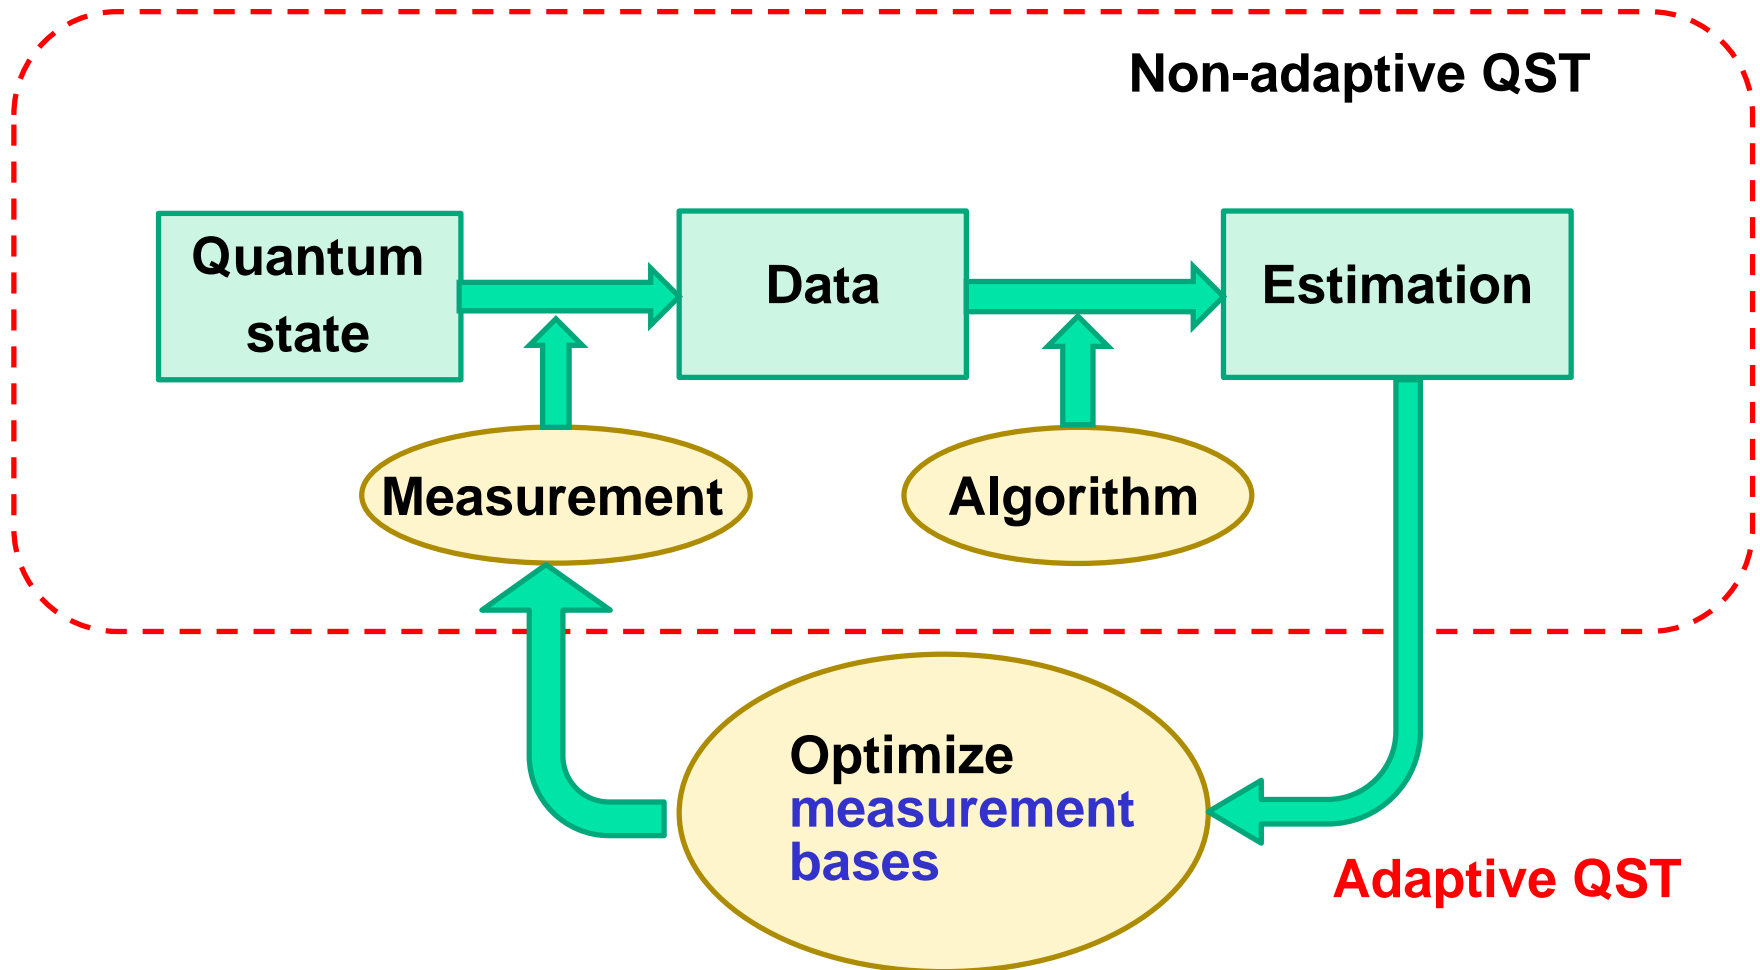 Non-adaptive QST
Quantum
state
Data
Estimation
Measurement
Algorithm
Optimize
measurement
bases
Adaptive QST